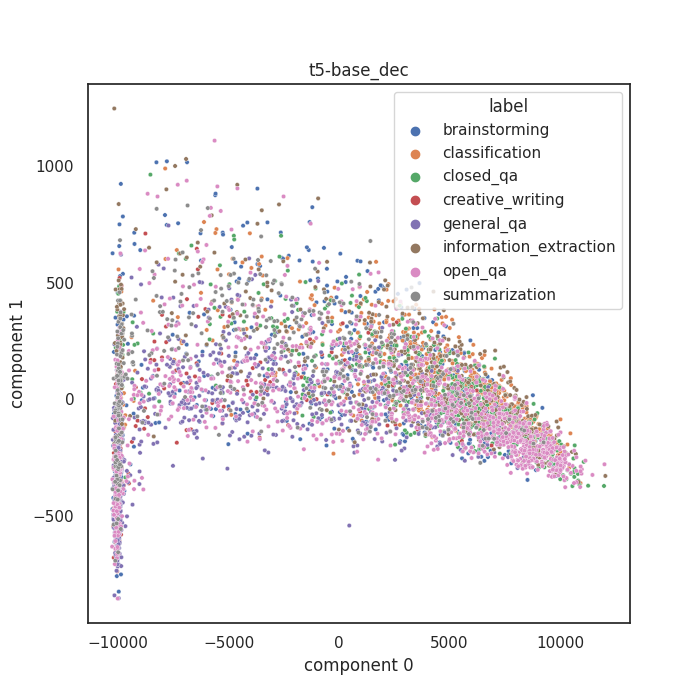 t5-base_dec
label
brainstorming
classification
closed_qa
creative_writing
general_qa
information_extraction
open_qa
summarization
1000
500
0
−500
component 1
−10000 −5000 0 5000 10000
component 0